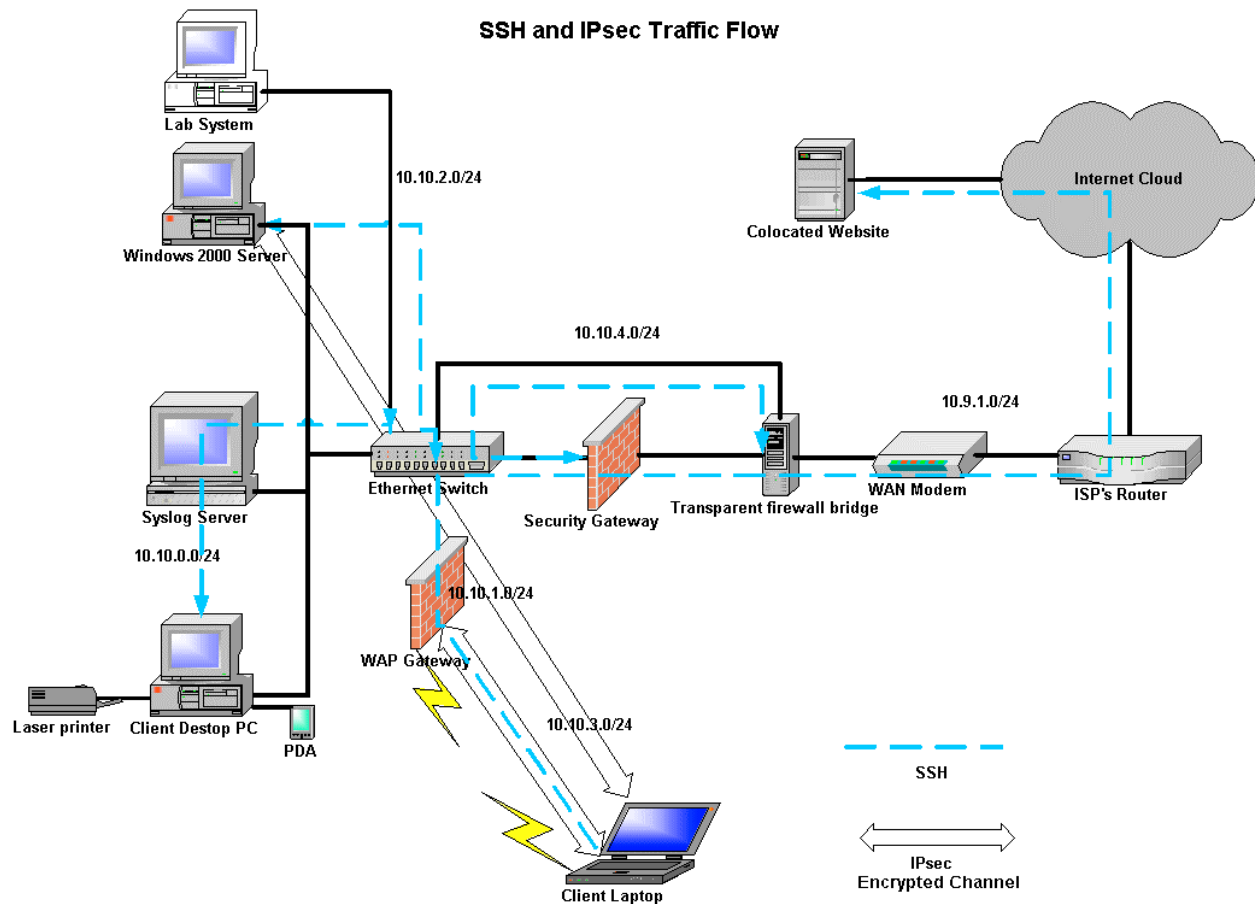 SSH and IPsec Traffic Flow
Lab System
10.10.2.0/24
Internet Cloud
Windows 2000 Server
Colocated Website
10.10.4.0/24
10.9.1.0/24
Ethernet Switch
Syslog Server
Security Gateway
Transparent firewall bridge
WAN Modem
ISP's Router
10.10.0.0/24
10.10.1.0/24
WAP Gateway
Laser printer
Client Destop PC
PDA
10.10.3.0/24
SSH
IPsec
Encrypted Channel
Client Laptop